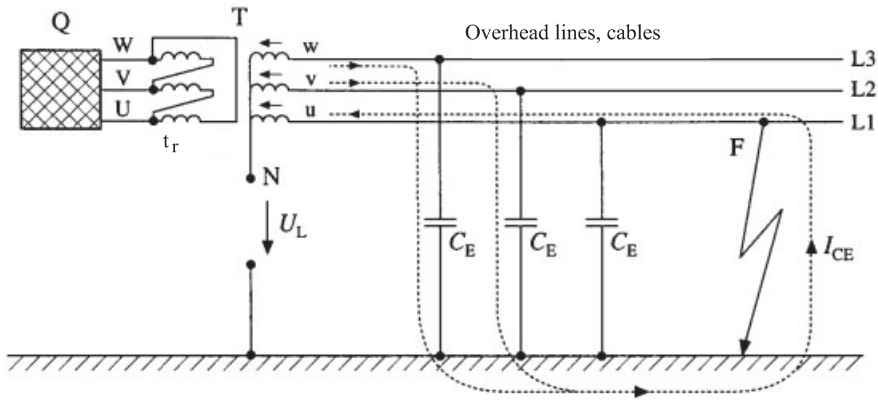 Q
T
Overhead lines, cables
W
w
L3
V
v
L2
U
u
L1
t_r
F
N
U_L
C_E
C_E
C_E
I_CE